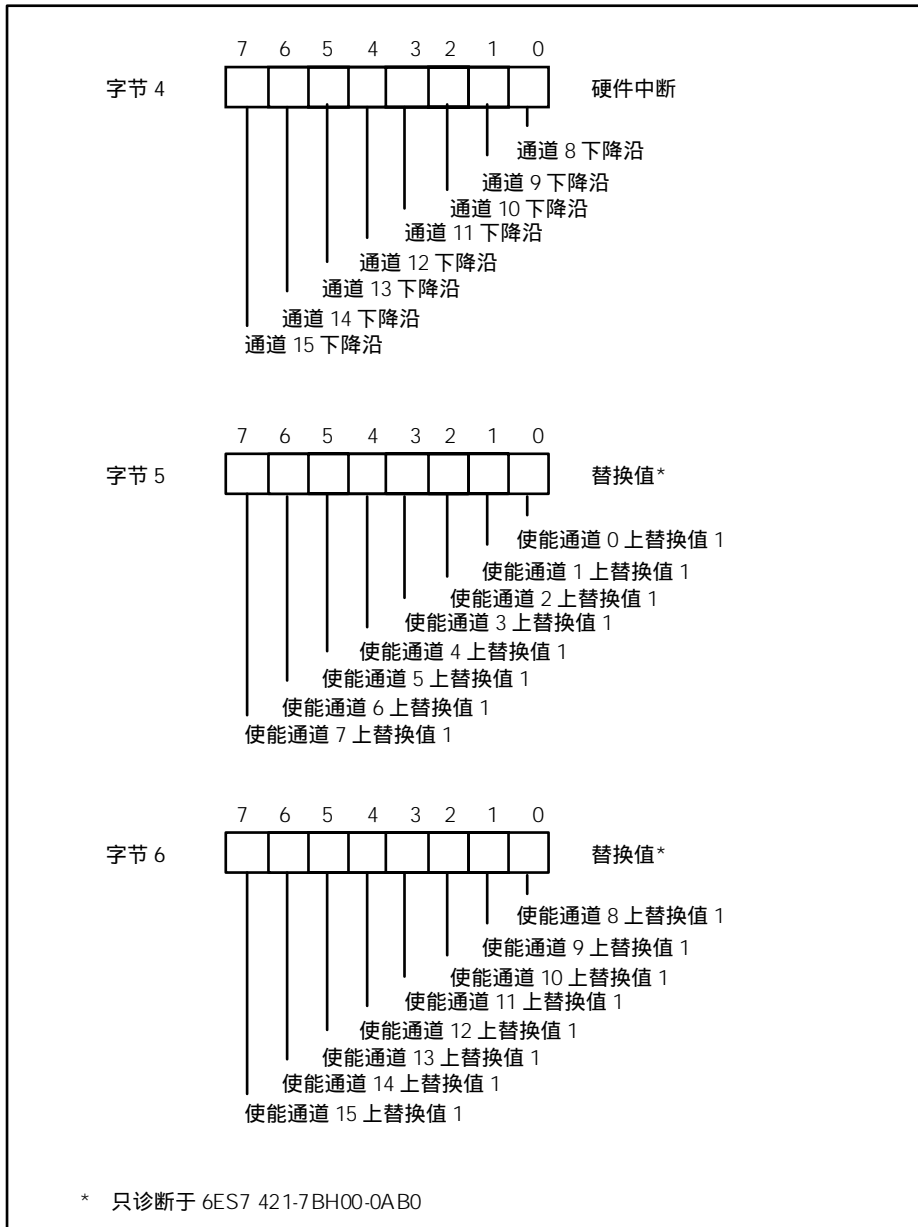 7 6 5 4 3 2 1 0
字节 4 硬件中断
通道 8 下降沿
通道 9 下降沿
通道 10 下降沿
通道 11 下降沿
通道 12 下降沿
通道 13 下降沿
通道 14 下降沿
通道 15 下降沿
7 6 5 4 3 2 1 0
字节 5 替换值*
使能通道 0 上替换值 1
使能通道 1 上替换值 1
使能通道 2 上替换值 1
使能通道 3 上替换值 1
使能通道 4 上替换值 1
使能通道 5 上替换值 1
使能通道 6 上替换值 1
使能通道 7 上替换值 1
7 6 5 4 3 2 1 0
字节 6 替换值*
使能通道 8 上替换值 1
使能通道 9 上替换值 1
使能通道 10 上替换值 1
使能通道 11 上替换值 1
使能通道 12 上替换值 1
使能通道 13 上替换值 1
使能通道 14 上替换值 1
使能通道 15 上替换值 1
* 只诊断于 6ES7 421-7BH00-0AB0